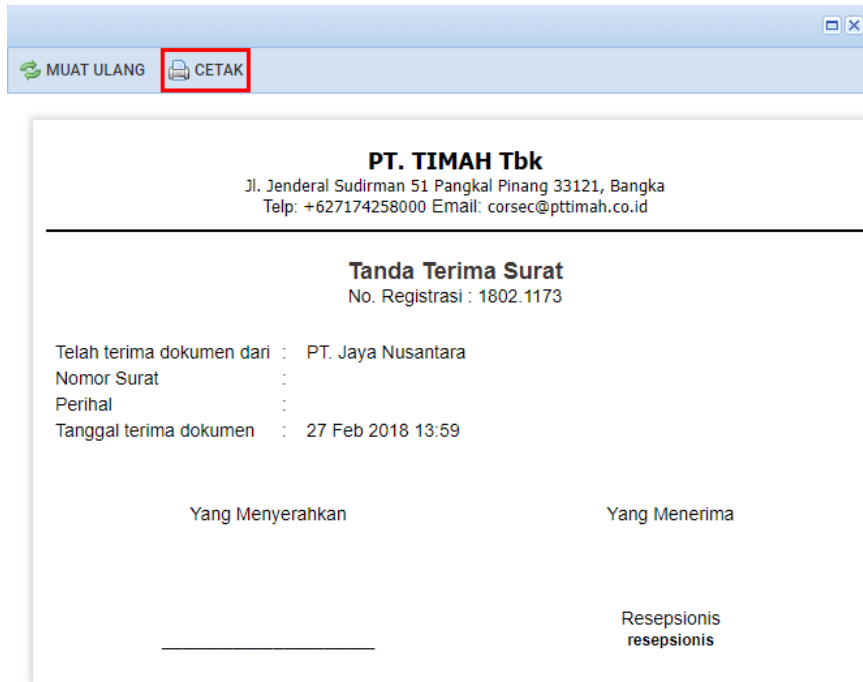 MUAT ULANG CETAK
PT. TIMAH Tbk
Jl. Jenderal Sudirman 51 Pangkal Pinang 33121, Bangka
Telp: +627174258000 Email: corsec@pttimah.co.id
Tanda Terima Surat
No. Registrasi : 1802.1173
Telah terima dokumen dari : PT. Jaya Nusantara
Nomor Surat :
Perihal :
Tanggal terima dokumen : 27 Feb 2018 13:59
Yang Menyerahkan Yang Menerima
Resepsionis
resepsionis